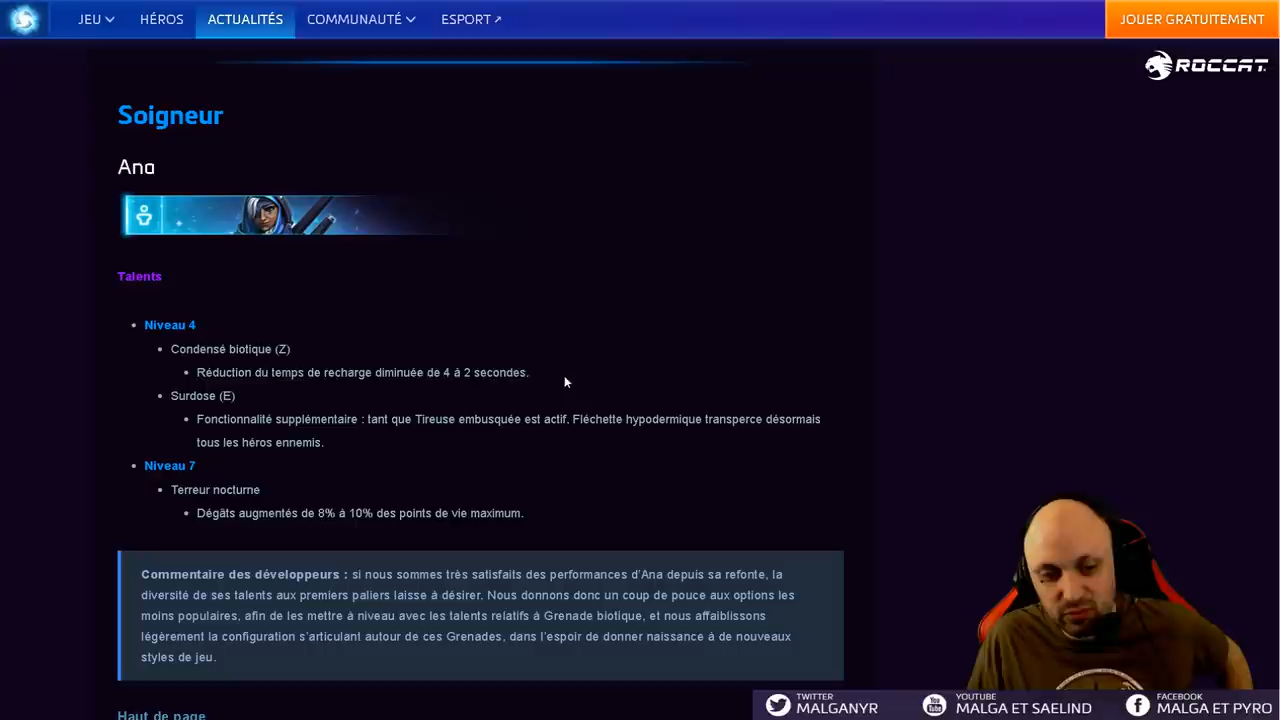 JEU HÉROS ACTUALITÉS COMMUNAUTÉ ESPORT JOUER GRATUITEMENT
ROCCAT
Soigneur
Ana
Talents
Niveau 4
Condensé biotique (Z)
Réduction du temps de recharge diminuée de 4 à 2 secondes.
Surdose (E)
Fonctionnalité supplémentaire : tant que Tireuse embusquée est actif. Fléchette hypodermique transperce désormais
tous les héros ennemis.
Niveau 7
Terreur nocturne
Dégâts augmentés de 8% à 10% des points de vie maximum.
Commentaire des développeurs : si nous sommes très satisfaits des performances d'Ana depuis sa refonte, la
diversité de ses talents aux premiers paliers laisse à désirer. Nous donnons donc un coup de pouce aux options les
moins populaires, afin de les mettre à niveau avec les talents relatifs à Grenade biotique, et nous affaiblissons
légèrement la configuration s'articulant autour de ces Grenades, dans l'espoir de donner naissance à de nouveaux
styles de jeu.
Haut de page
TWITTER
MALGANYR
YOUTUBE
MALGA ET SAELIND
FACEBOOK
MALGA ET PYRO